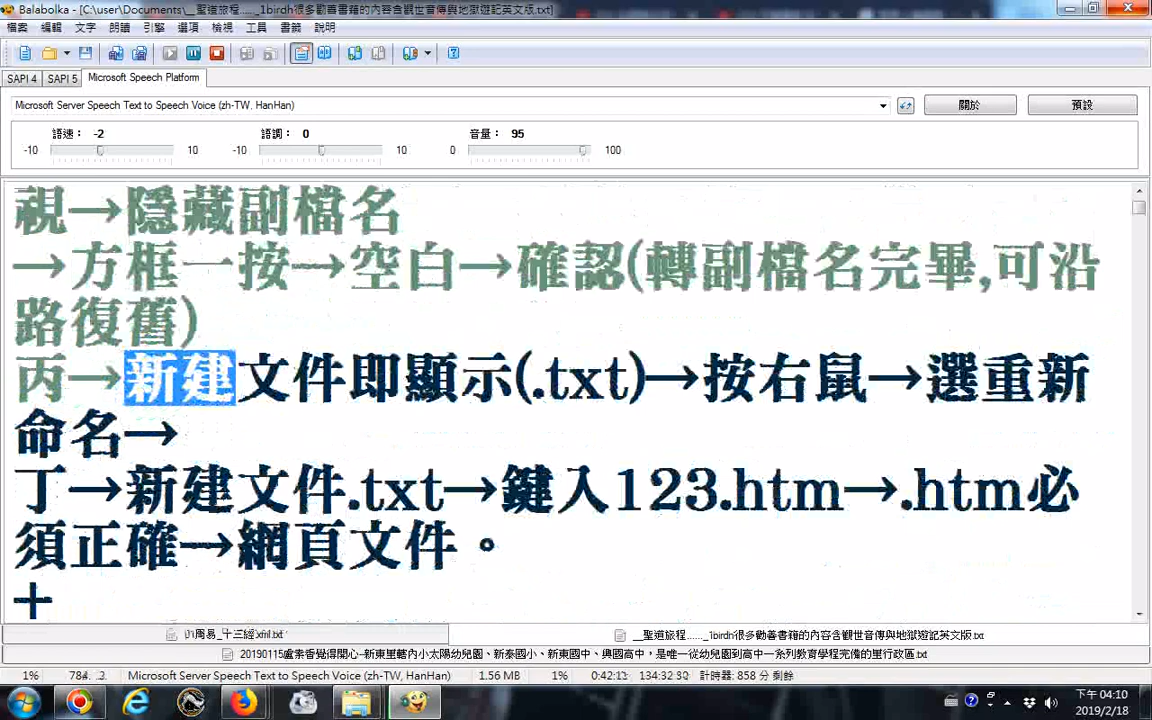 Balabolka - [C:\user\Documents\__聖道旅程......_1birdn很多勸善書籍的內容含觀世音傳與地獄遊記英文版.txt]
檔案 編輯 文字 朗讀 引擎 選項 檢視 工具 書籤 說明
SAPI 4 SAPI 5 Microsoft Speech Platform
Microsoft Server Speech Text to Speech Voice (zh-TW, HanHan) 關於 預設
語速： -2 語調： 0 音量： 95
-10 10 -10 10 0 100
視→隱藏副檔名
→方框一按→空白→確認(轉副檔名完畢,可沿
路復舊)
丙→新建文件即顯示(.txt)→按右鼠→選重新
命名→
丁→新建文件.txt→鍵入123.htm→.htm必
須正確→網頁文件。
十
周易_十三經xml.txt __聖道旅程......_1birdn很多勸善書籍的內容含觀世音傳與地獄遊記英文版.txt
20190115盧素香覺得開心-新東里轄內小太陽幼兒園、新泰國小、新東國中、興國高中，是唯一從幼兒園到高中一系列教育學程完備的里行政區.txt
1% Microsoft Server Speech Text to Speech Voice (zh-TW, HanHan) 1.56 MB 1% 134:32:30 計時器: 858 分 剩餘
下午 04:10
2019/2/18